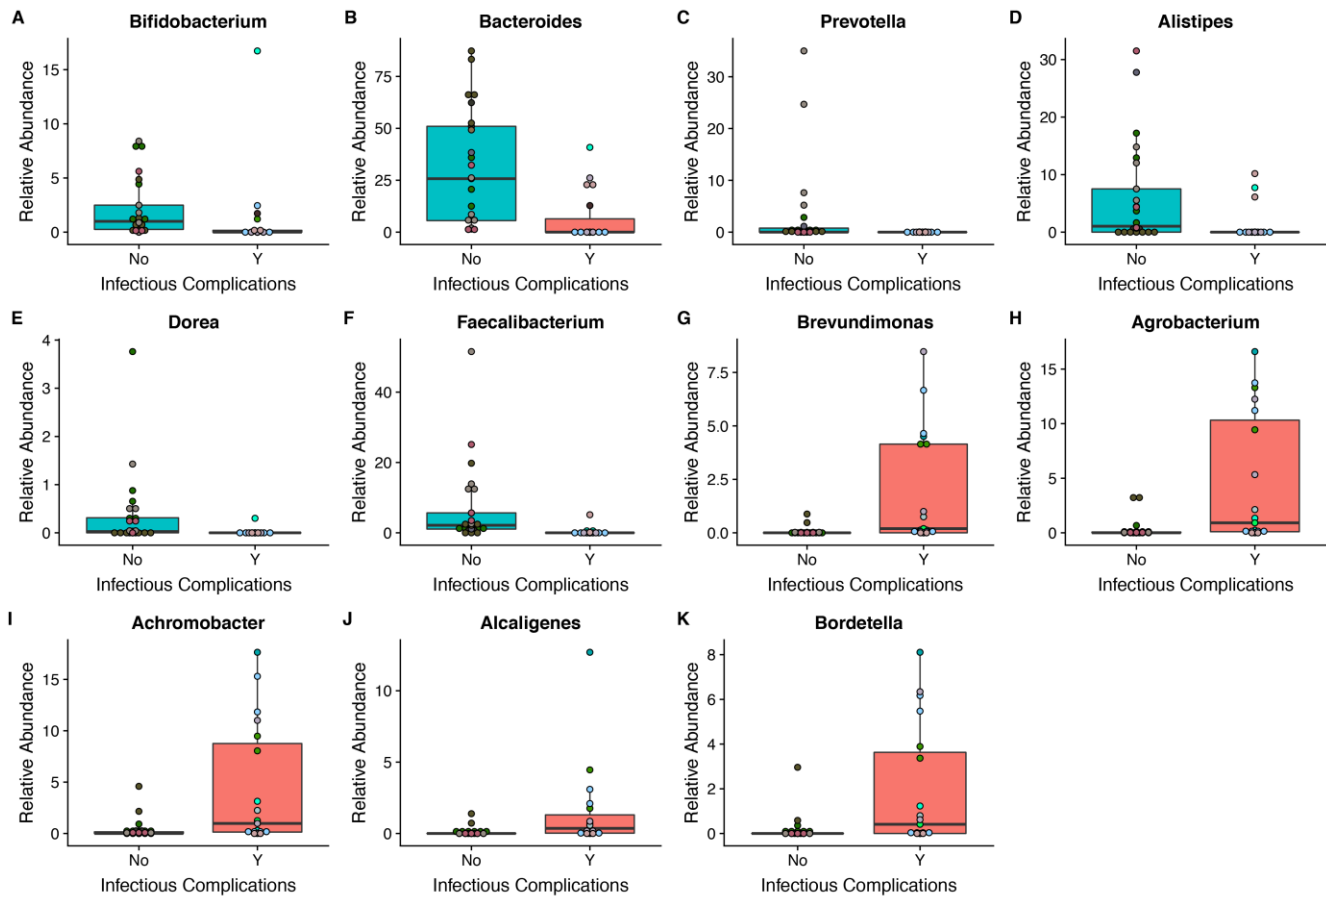 A Bifidobacterium
Relative Abundance
15
10
5
0
No Y
Infectious Complications
B Bacteroides
Relative Abundance
75
50
25
0
No Y
Infectious Complications
C Prevotella
Relative Abundance
30
20
10
0
No Y
Infectious Complications
D Alistipes
Relative Abundance
30
20
10
0
No Y
Infectious Complications
E Dorea
Relative Abundance
4
3
2
1
0
No Y
Infectious Complications
F Faecalibacterium
Relative Abundance
40
20
0
No Y
Infectious Complications
G Brevundimonas
Relative Abundance
7.5
5.0
2.5
0.0
No Y
Infectious Complications
H Agrobacterium
Relative Abundance
15
10
5
0
No Y
Infectious Complications
I Achromobacter
Relative Abundance
15
10
5
0
No Y
Infectious Complications
J Alcaligenes
Relative Abundance
10
5
0
No Y
Infectious Complications
K Bordetella
Relative Abundance
8
6
4
2
0
No Y
Infectious Complications